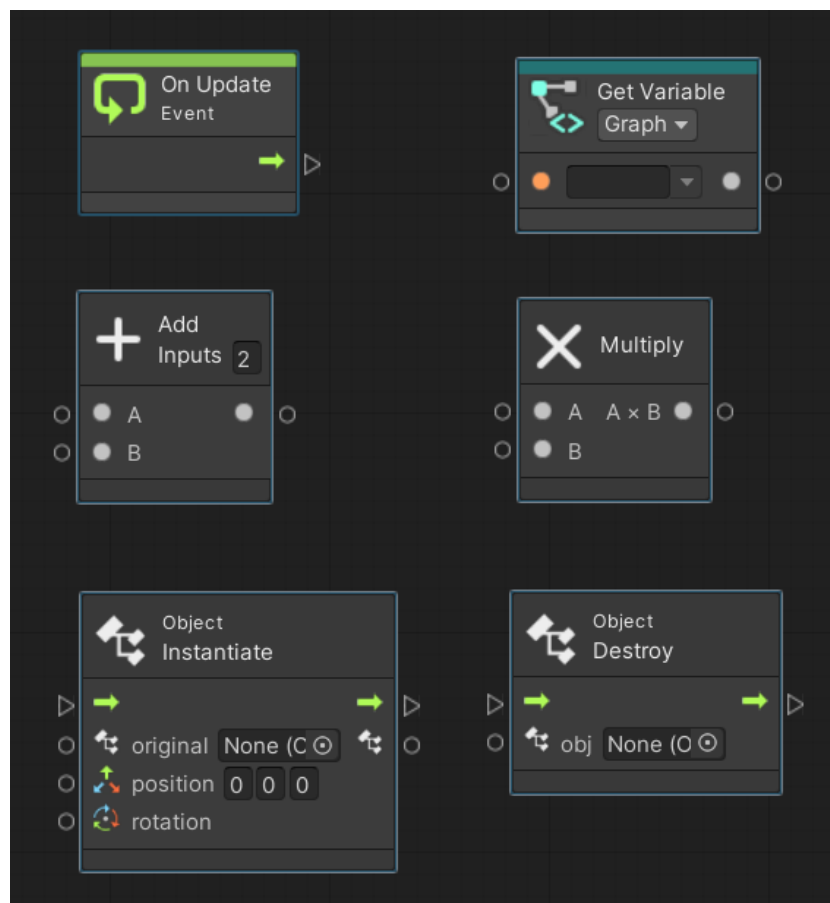 On Update
Event
Get Variable
Graph
Add
Inputs 2
A
B
Multiply
A A × B
B
Object
Instantiate
original None (O
position 0 0 0
rotation
Object
Destroy
obj None (O